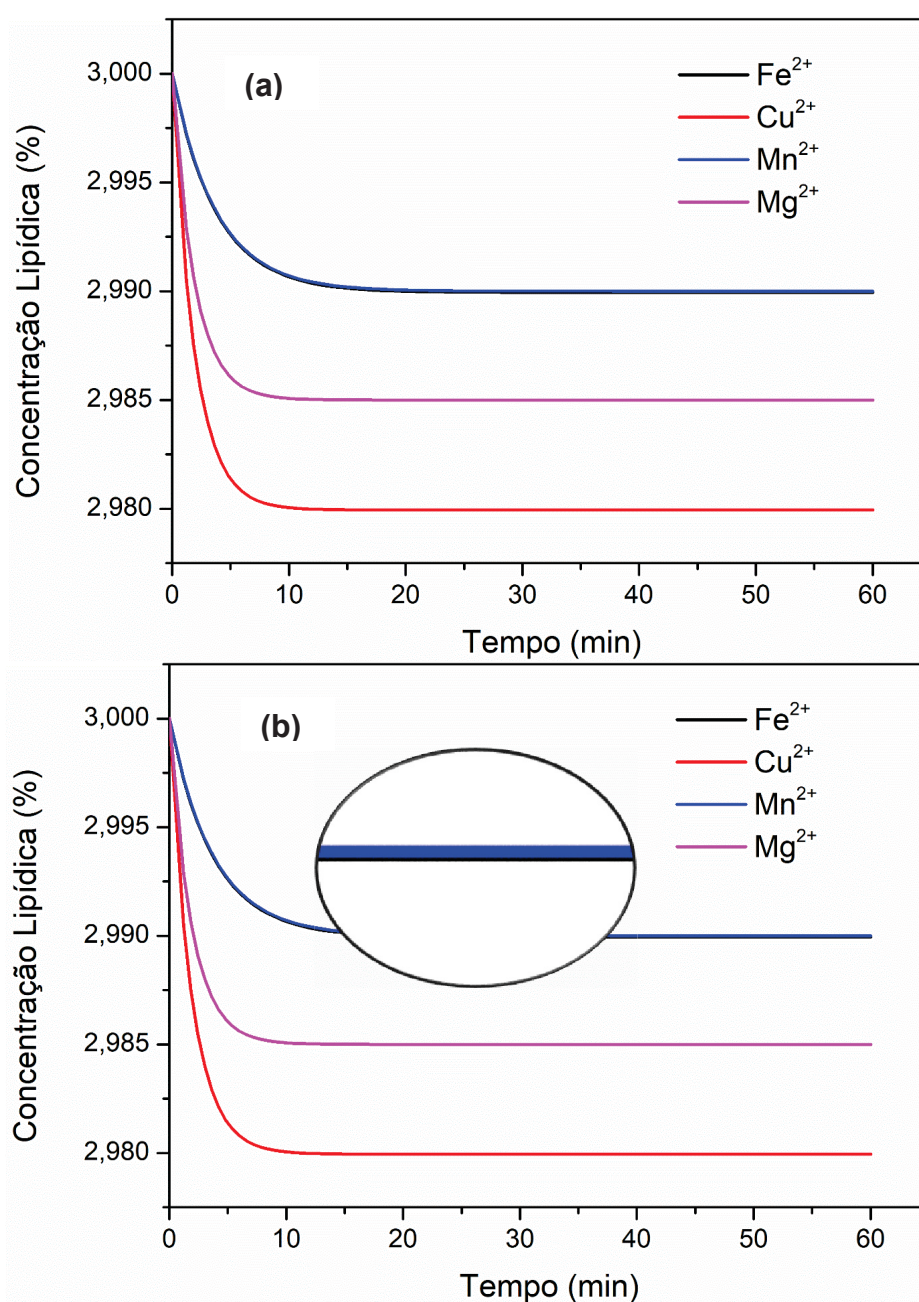 (a)
Fe²⁺
Cu²⁺
Mn²⁺
Mg²⁺
Concentração Lipídica (%)
3,000
2,995
2,990
2,985
2,980
0 10 20 30 40 50 60
Tempo (min)
(b)
Fe²⁺
Cu²⁺
Mn²⁺
Mg²⁺
Concentração Lipídica (%)
3,000
2,995
2,990
2,985
2,980
0 10 20 30 40 50 60
Tempo (min)